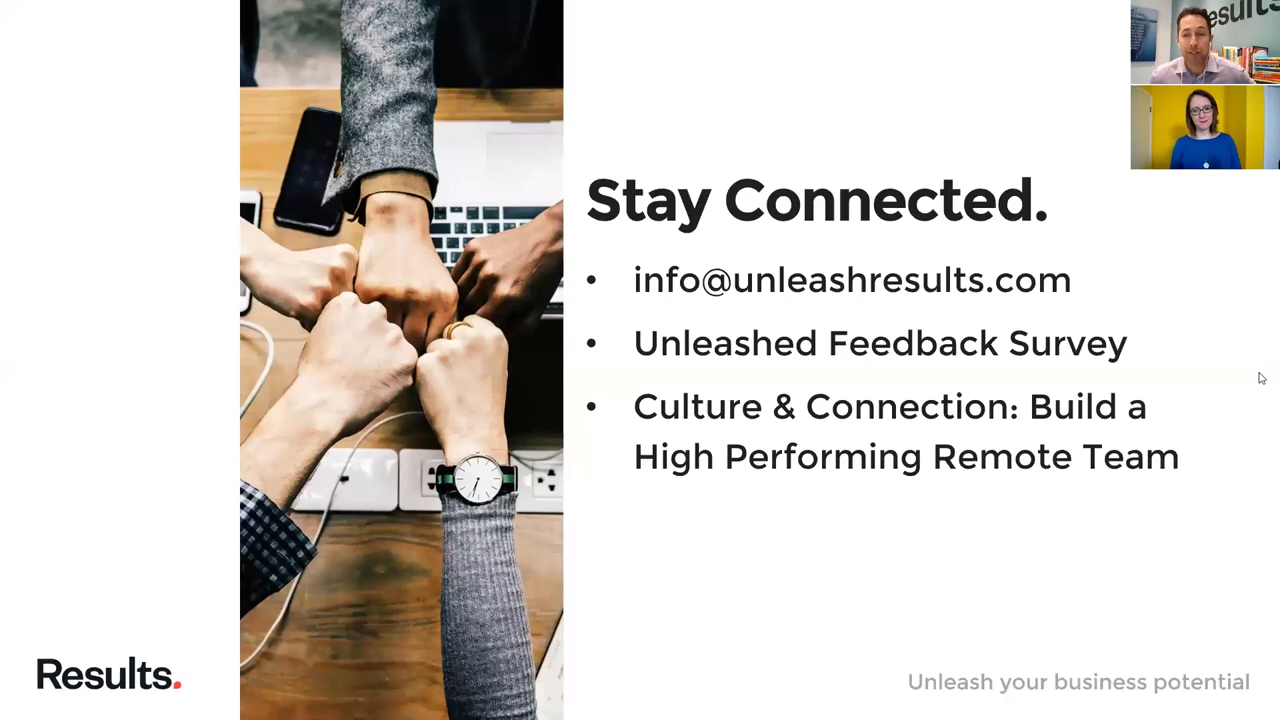 esults
Stay Connected.
• info@unleashresults.com
• Unleashed Feedback Survey
• Culture & Connection: Build a
High Performing Remote Team
Results.
Unleash your business potential